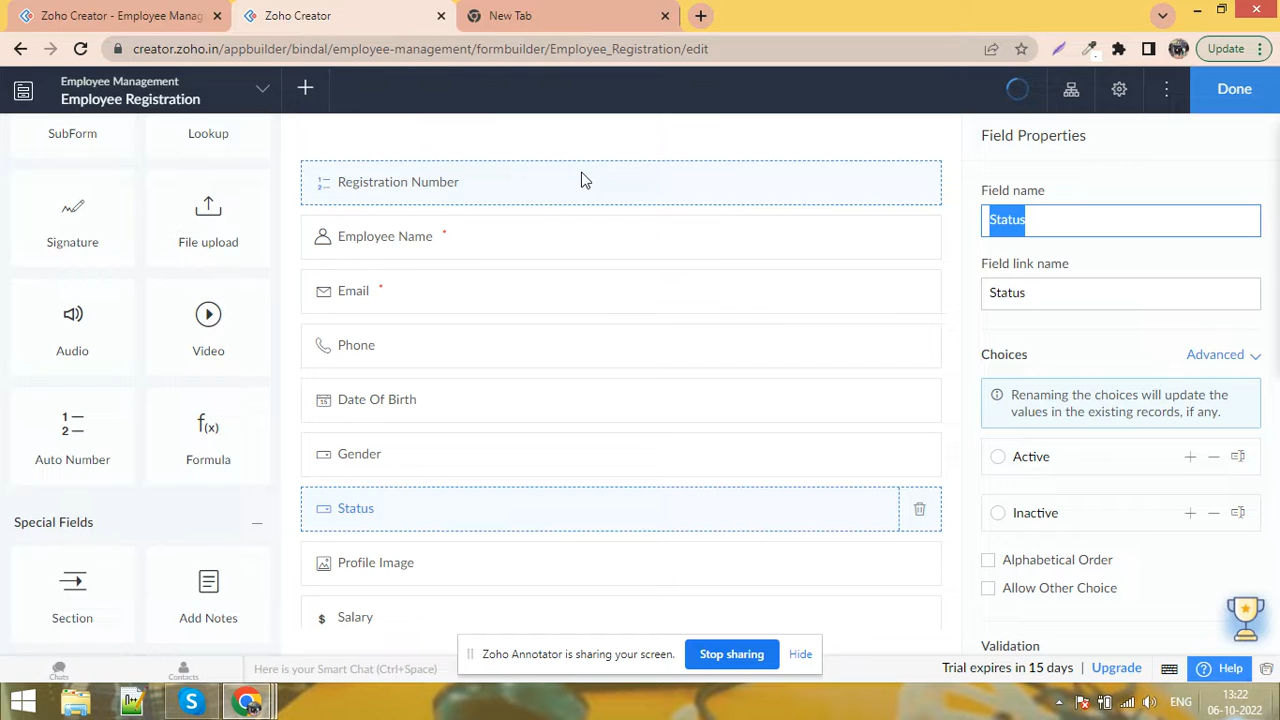 Zoho Creator - Employee Manag
Zoho Creator
New Tab
creator.zoho.in/appbuilder/bindal/employee-management/formbuilder/Employee_Registration/edit
Update
Employee Management
Employee Registration
Done
SubForm
Lookup
Signature
File upload
Audio
Video
Auto Number
Formula
Special Fields
Section
Add Notes
Registration Number
Employee Name *
Email *
Phone
Date Of Birth
Gender
Status
Profile Image
Salary
Field Properties
Field name
Status
Field link name
Status
Choices
Advanced
Renaming the choices will update the
values in the existing records, if any.
Active
Inactive
Alphabetical Order
Allow Other Choice
Validation
Zoho Annotator is sharing your screen.
Stop sharing
Hide
Chats
Contacts
Here is your Smart Chat (Ctrl+Space)
Trial expires in 15 days
Upgrade
Help
ENG
13:22
06-10-2022